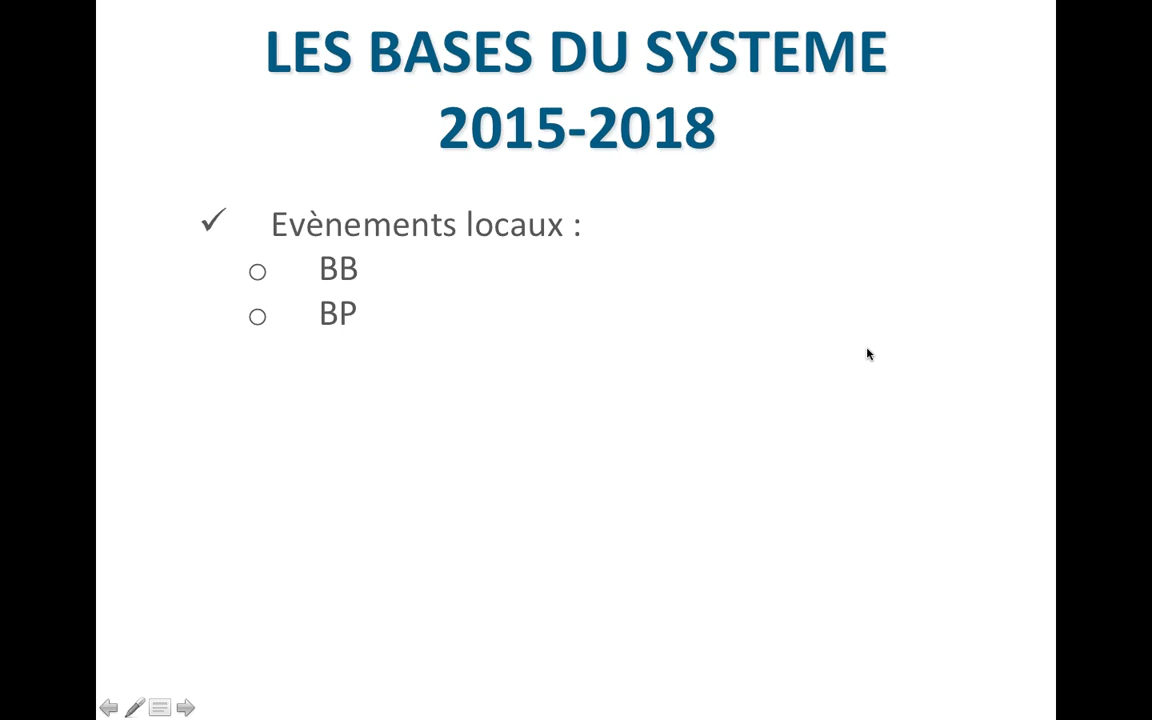 LES BASES DU SYSTEME
2015-2018
✓ Evènements locaux :
○ BB
○ BP